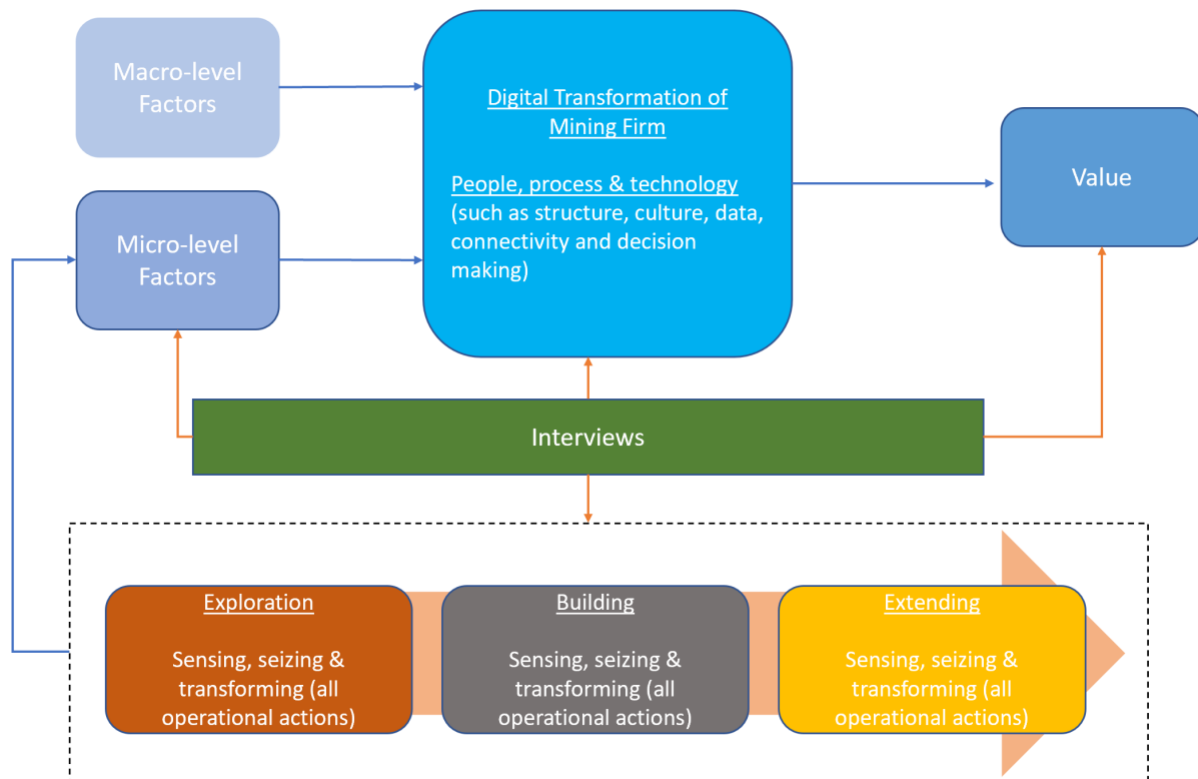 Macro-level
Factors
Digital Transformation of
Mining Firm
People, process & technology
(such as structure, culture, data,
connectivity and decision
making)
Value
Micro-level
Factors
Interviews
Exploration
Sensing, seizing &
transforming (all
operational actions)
Building
Sensing, seizing &
transforming (all
operational actions)
Extending
Sensing, seizing &
transforming (all
operational actions)